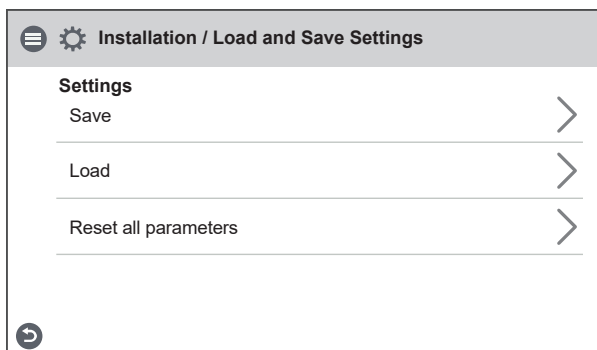 Installation / Load and Save Settings
Settings
Save
Load
Reset all parameters